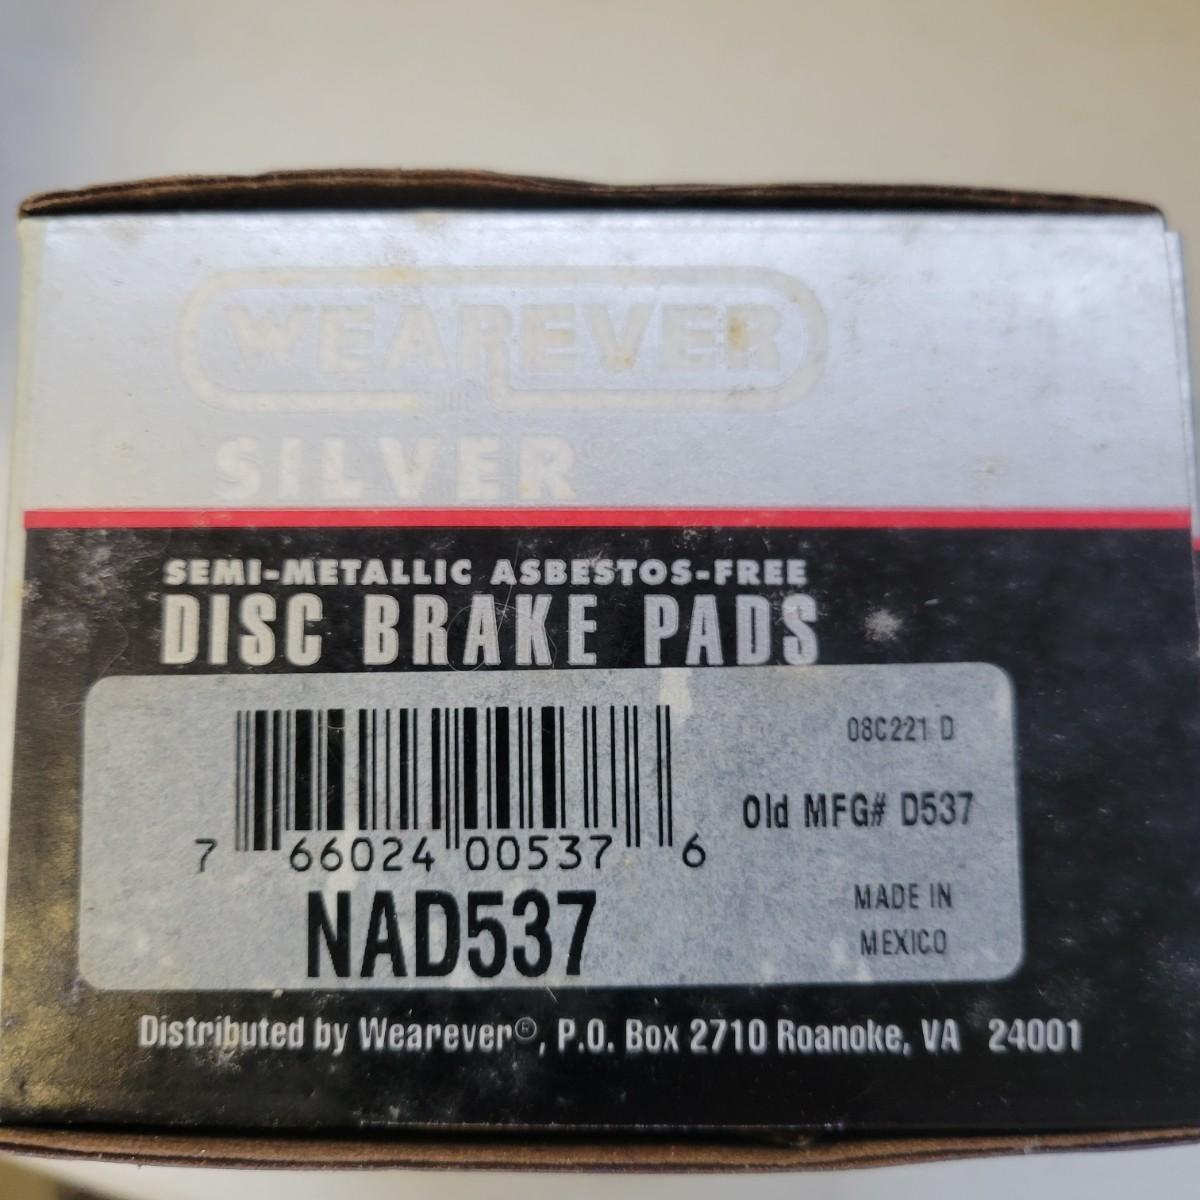 WEAREVER
SILVER®
SEMI-METALLIC ASBESTOS-FREE
DISC BRAKE PADS
08C221 D
Old MFG# D537
7 66024 00537 6
NAD537
MADE IN
MEXICO
Distributed by Wearever®, P.O. Box 2710 Roanoke, VA 24001